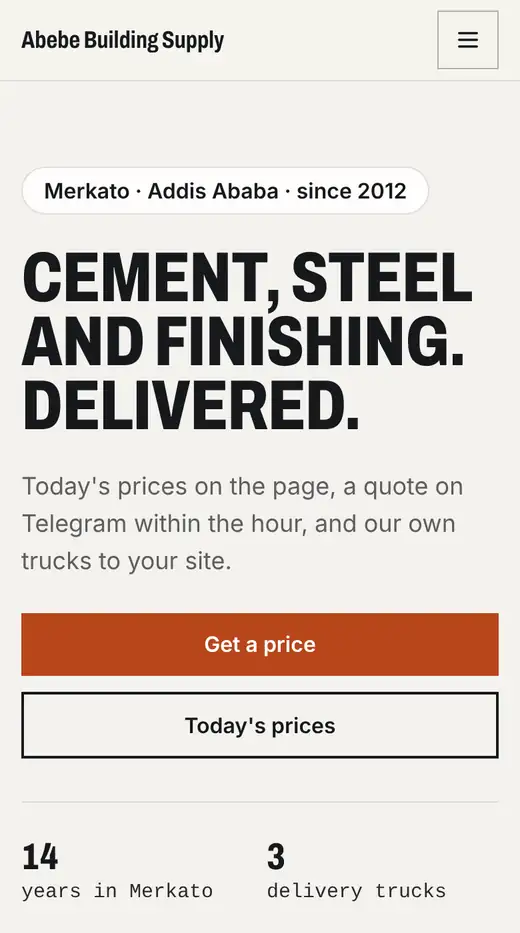 Abebe Building Supply
Merkato · Addis Ababa · since 2012
CEMENT, STEEL
AND FINISHING.
DELIVERED.
Today's prices on the page, a quote on
Telegram within the hour, and our own
trucks to your site.
Get a price
Today's prices
14
years in Merkato
3
delivery trucks